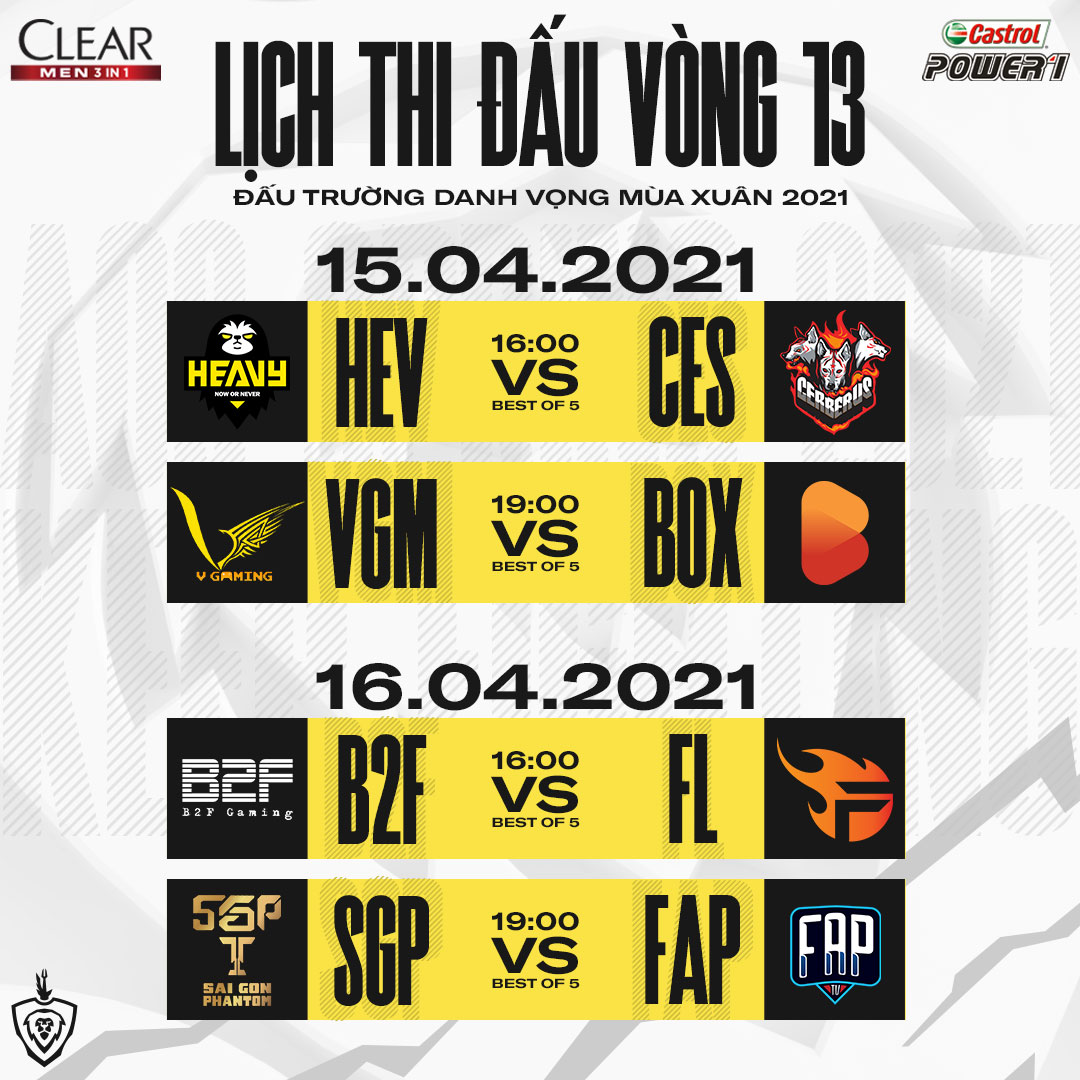 CLEAR
MEN 3 IN 1
Castrol
POWER1
LỊCH THI ĐẤU VÒNG 13
ĐẤU TRƯỜNG DANH VỌNG MÙA XUÂN 2021
15.04.2021
HEAVY
NOW OR NEVER
HEV
16:00
VS
BEST OF 5
CES
CERBERUS
V GAMING
VGM
19:00
VS
BEST OF 5
BOX
16.04.2021
B2F
B2F Gaming
B2F
16:00
VS
BEST OF 5
FL
SGP
SAI GON
PHANTOM
SGP
19:00
VS
BEST OF 5
FAP
FAP
TV